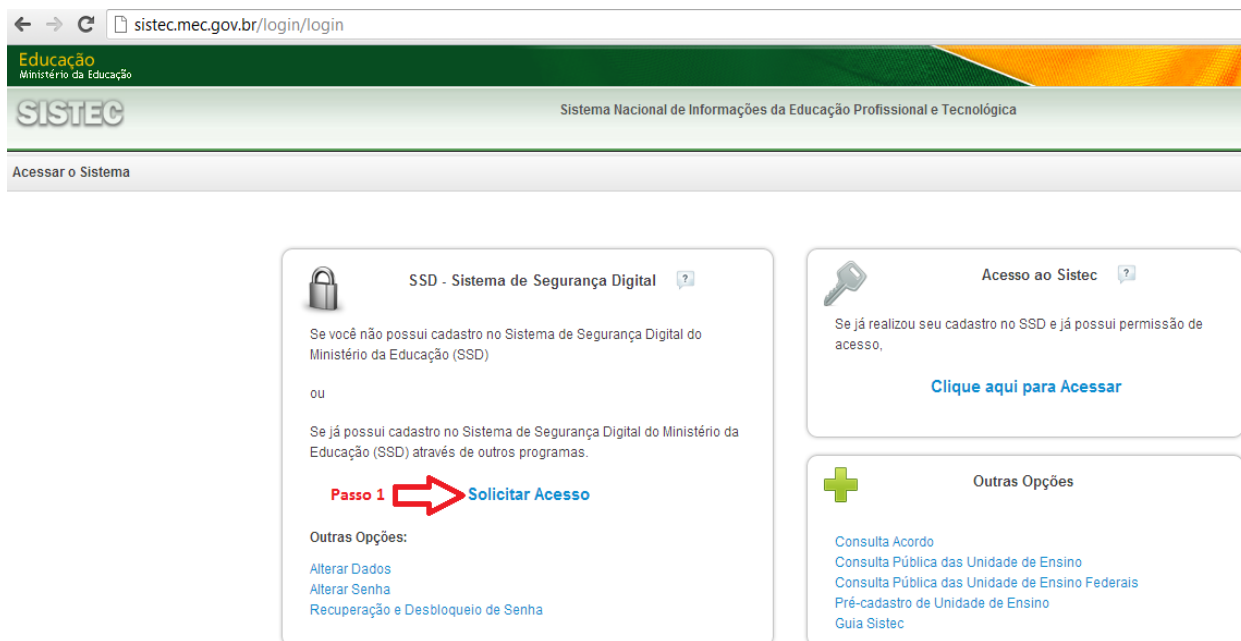 sistec.mec.gov.br/login/login
Educação
Ministério da Educação
SISTEC
Sistema Nacional de Informações da Educação Profissional e Tecnológica
Acessar o Sistema
SSD - Sistema de Segurança Digital ?
Se você não possui cadastro no Sistema de Segurança Digital do
Ministério da Educação (SSD)
ou
Se já possui cadastro no Sistema de Segurança Digital do Ministério da
Educação (SSD) através de outros programas.
Passo 1 Solicitar Acesso
Outras Opções:
Alterar Dados
Alterar Senha
Recuperação e Desbloqueio de Senha
Acesso ao Sistec ?
Se já realizou seu cadastro no SSD e já possui permissão de
acesso,
Clique aqui para Acessar
Outras Opções
Consulta Acordo
Consulta Pública das Unidade de Ensino
Consulta Pública das Unidade de Ensino Federais
Pré-cadastro de Unidade de Ensino
Guia Sistec